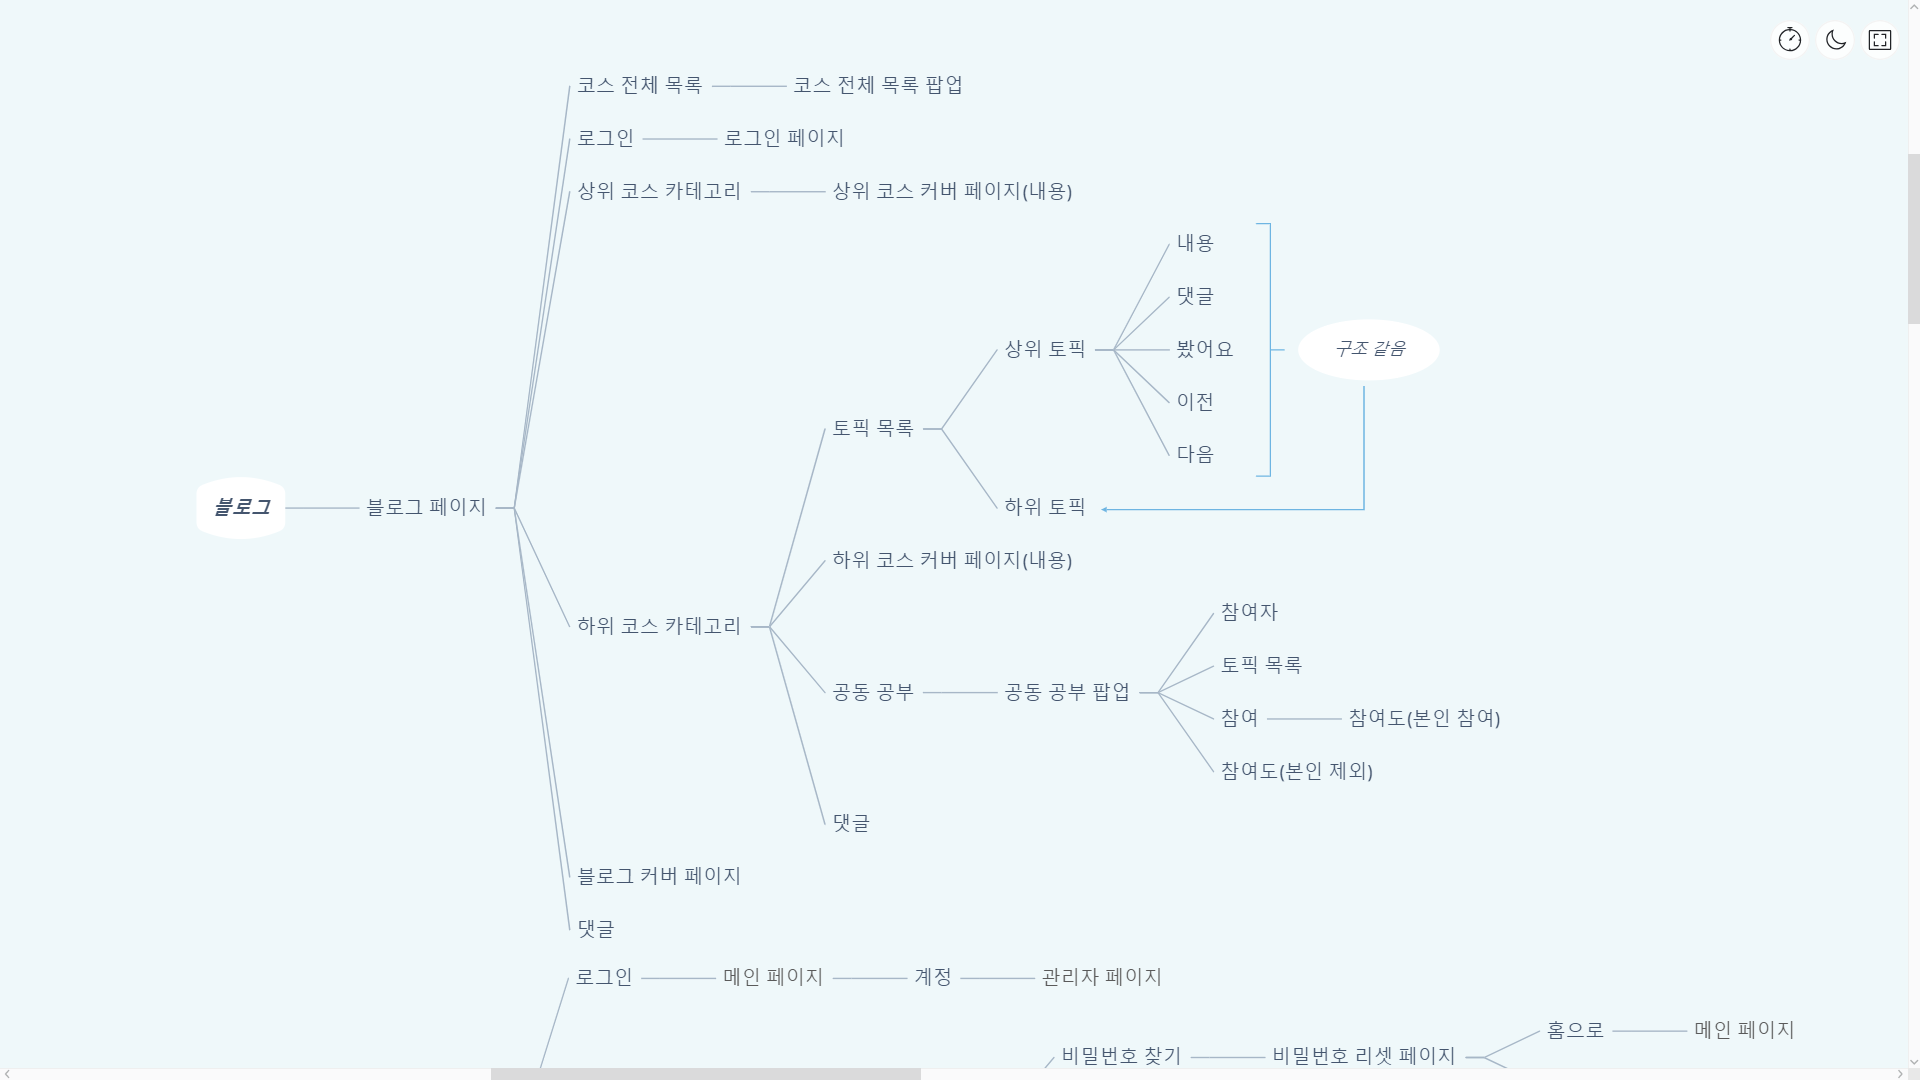 코스 전체 목록
코스 전체 목록 팝업
로그인
로그인 페이지
상위 코스 카테고리
상위 코스 커버 페이지(내용)
내용
댓글
상위 토픽
봤어요
구조 같음
이전
토픽 목록
다음
블로그
블로그 페이지
하위 토픽
하위 코스 커버 페이지(내용)
하위 코스 카테고리
참여자
토픽 목록
공동 공부
공동 공부 팝업
참여
참여도(본인 참여)
참여도(본인 제외)
댓글
블로그 커버 페이지
댓글
로그인
메인 페이지
계정
관리자 페이지
홈으로
메인 페이지
비밀번호 찾기
비밀번호 리셋 페이지